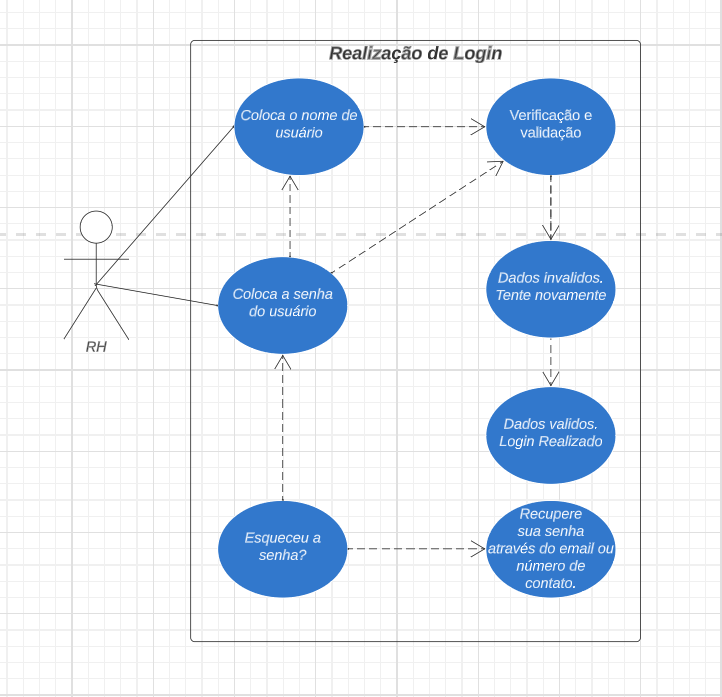 Realização de Login
Coloca o nome de
usuário
Verificação e
validação
Coloca a senha
do usuário
Dados invalidos.
Tente novamente
RH
Dados validos.
Login Realizado
Esqueceu a
senha?
Recupere
sua senha
através do email ou
número de
contato.